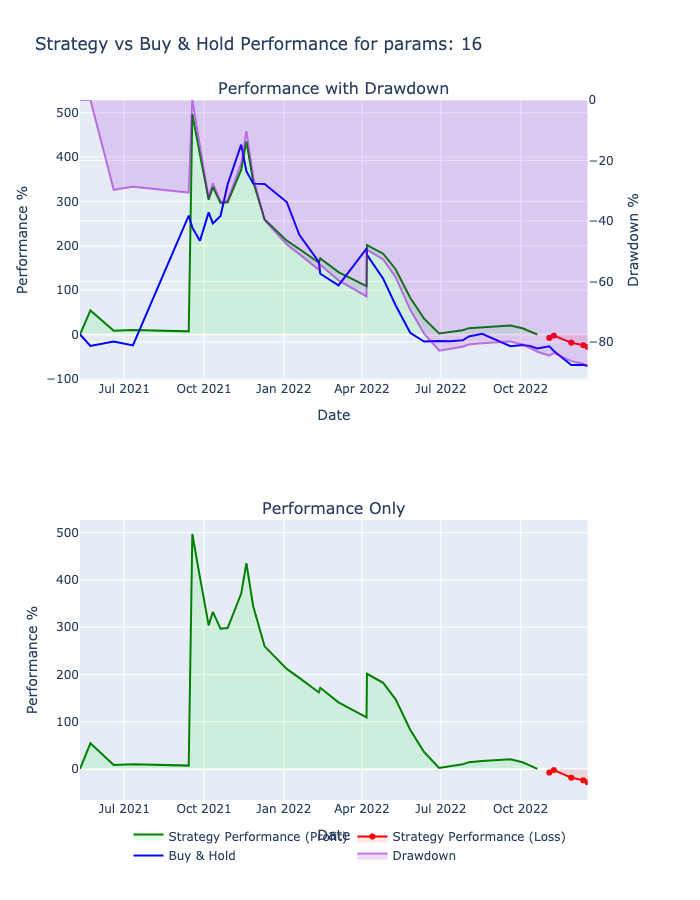 Strategy vs Buy & Hold Performance for params: 16
Performance with Drawdown
500
400
300
200
100
0
−100
Performance %
0
−20
−40
−60
−80
Drawdown %
Jul 2021 Oct 2021 Jan 2022 Apr 2022 Jul 2022 Oct 2022
Date
Performance Only
500
400
300
200
100
0
Performance %
Jul 2021 Oct 2021 Jan 2022 Apr 2022 Jul 2022 Oct 2022
Date
Strategy Performance (Profit) Strategy Performance (Loss)
Buy & Hold Drawdown